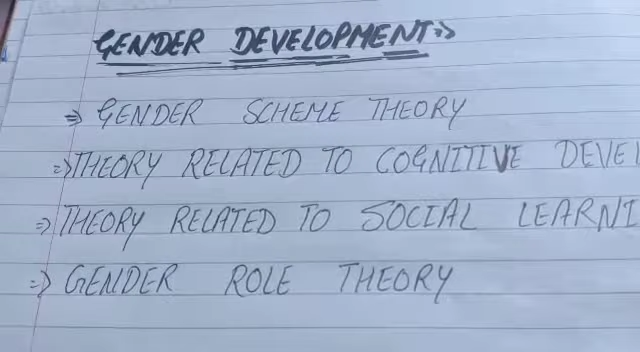 GENDER DEVELOPMENT :->
=> GENDER SCHEME THEORY
=> THEORY RELATED TO COGNITIVE DEVEL
=> THEORY RELATED TO SOCIAL LEARNI
=> GENDER ROLE THEORY